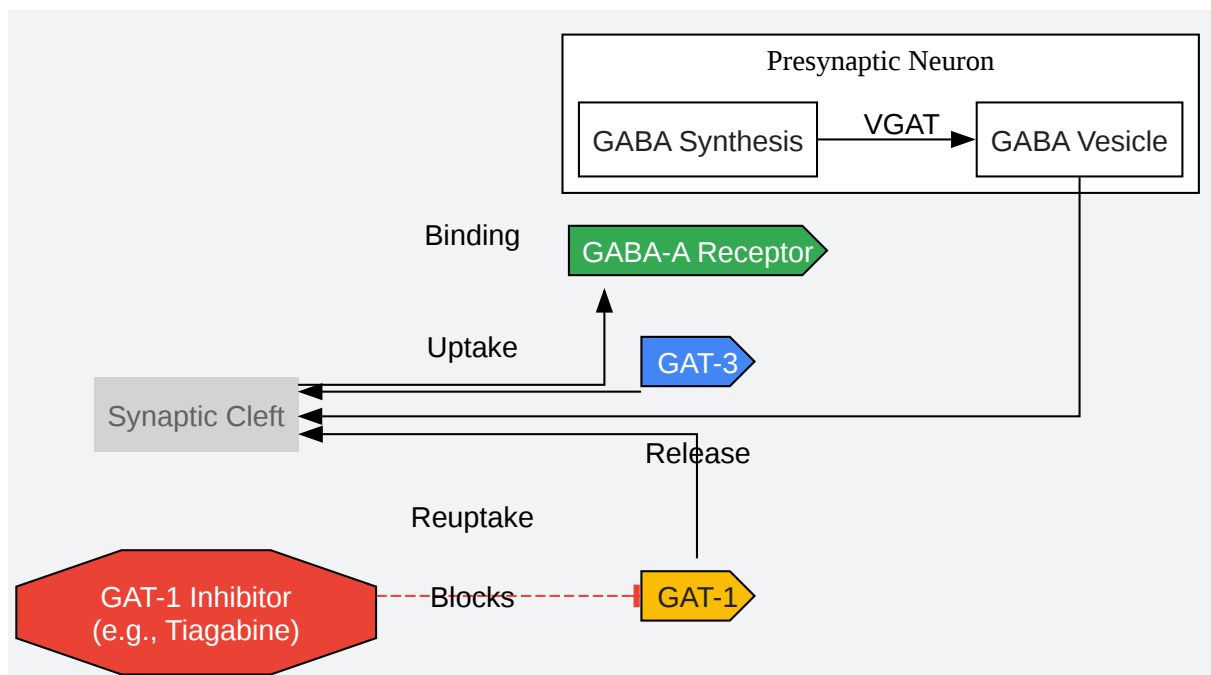 Presynaptic Neuron
GABA Synthesis
VGAT
GABA Vesicle
Binding
GABA-A Receptor
Uptake
GAT-3
Synaptic Cleft
Release
Reuptake
GAT-1 Inhibitor
(e.g., Tiagabine)
Blocks
GAT-1